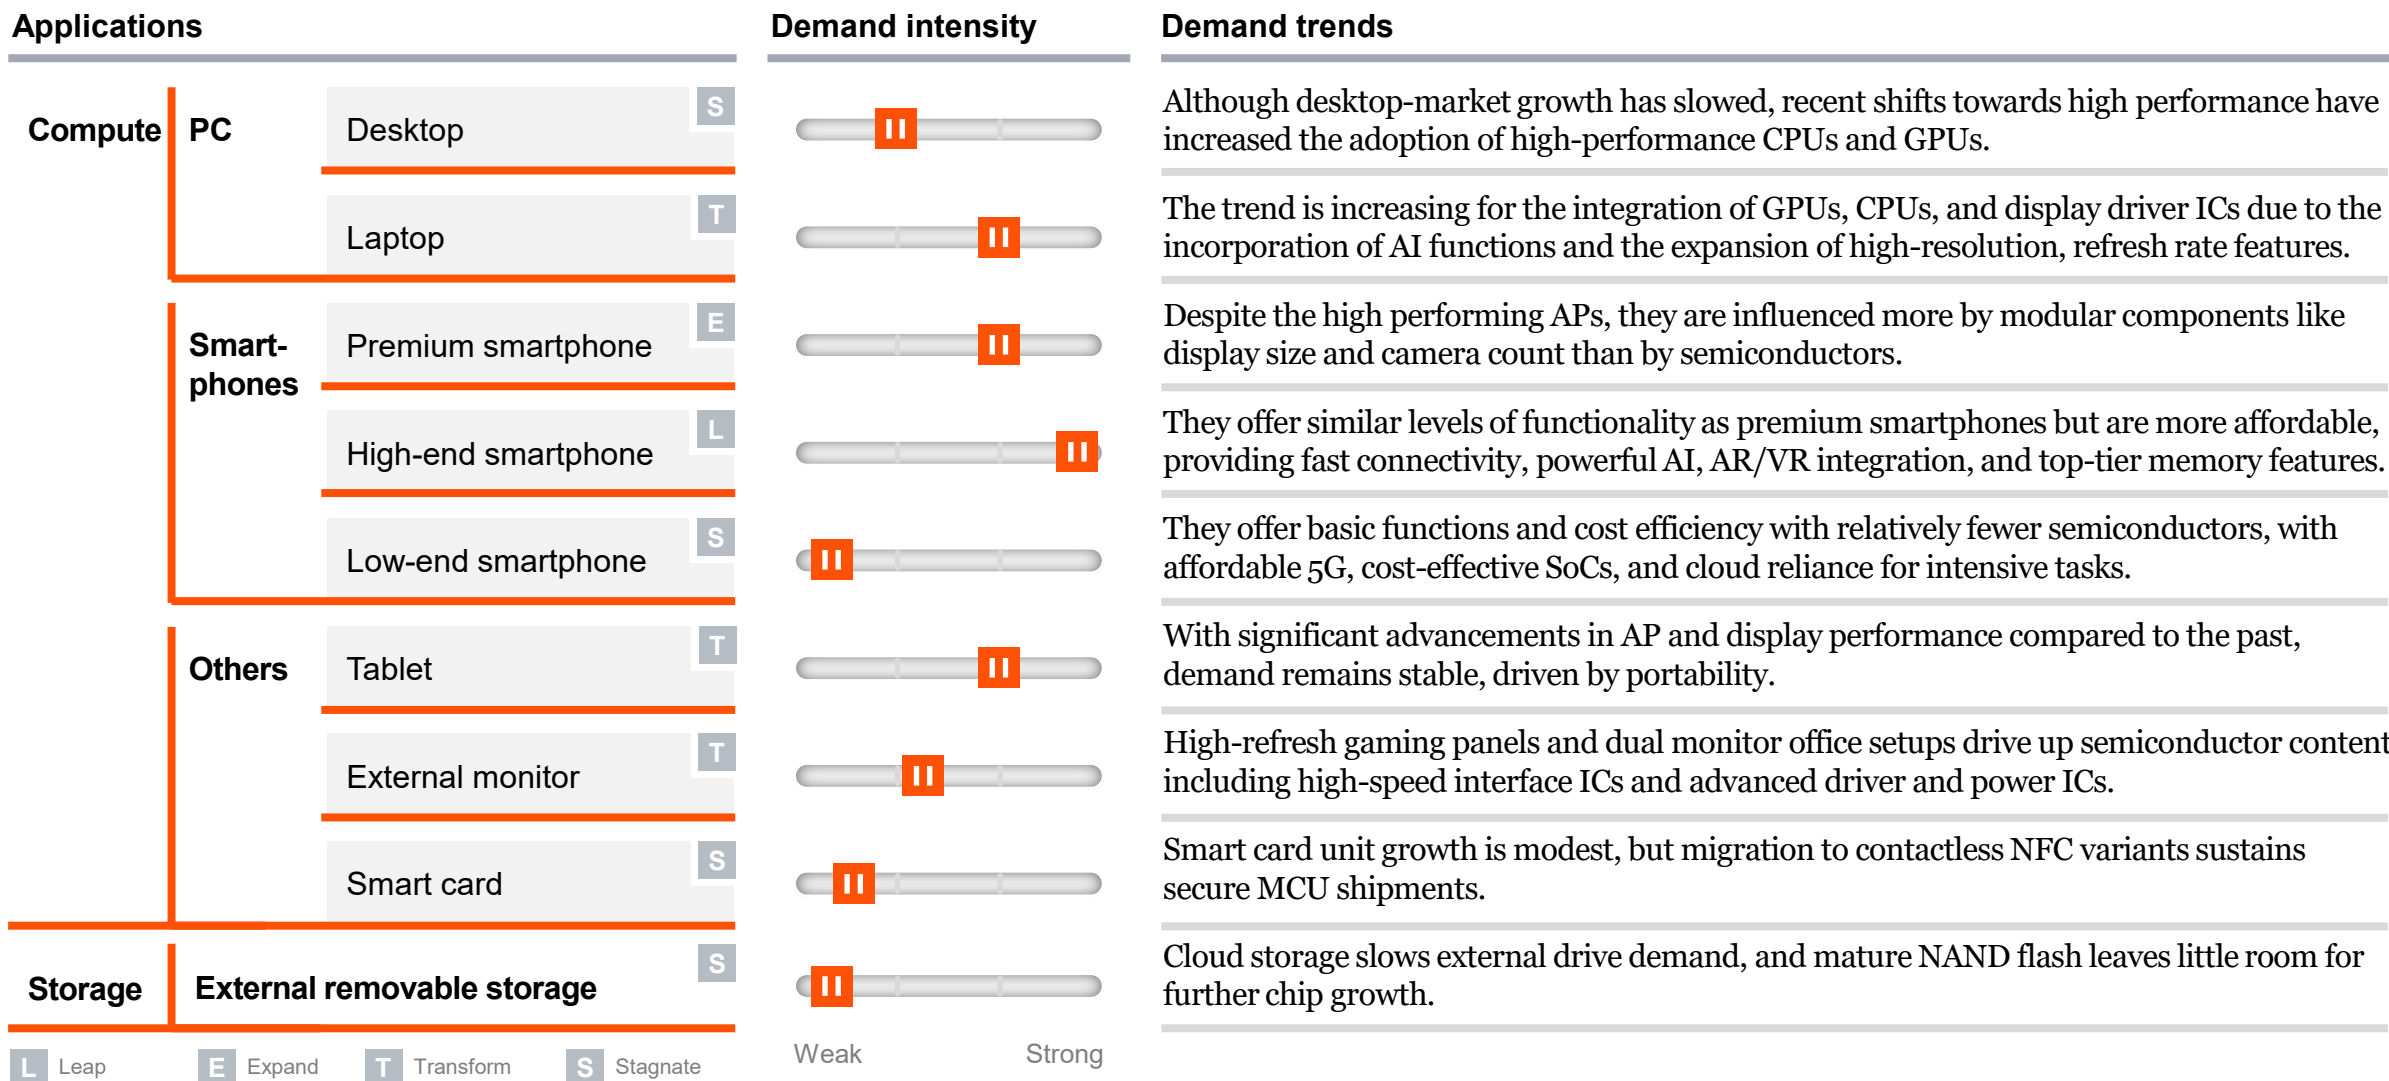 Applications
Demand intensity
Demand trends
Compute
PC
Desktop
S
Although desktop-market growth has slowed, recent shifts towards high performance have
increased the adoption of high-performance CPUs and GPUs.
Laptop
T
The trend is increasing for the integration of GPUs, CPUs, and display driver ICs due to the
incorporation of AI functions and the expansion of high-resolution, refresh rate features.
Smart-
phones
Premium smartphone
E
Despite the high performing APs, they are influenced more by modular components like
display size and camera count than by semiconductors.
High-end smartphone
L
They offer similar levels of functionality as premium smartphones but are more affordable,
providing fast connectivity, powerful AI, AR/VR integration, and top-tier memory features.
Low-end smartphone
S
They offer basic functions and cost efficiency with relatively fewer semiconductors, with
affordable 5G, cost-effective SoCs, and cloud reliance for intensive tasks.
Others
Tablet
T
With significant advancements in AP and display performance compared to the past,
demand remains stable, driven by portability.
External monitor
T
High-refresh gaming panels and dual monitor office setups drive up semiconductor content
including high-speed interface ICs and advanced driver and power ICs.
Smart card
S
Smart card unit growth is modest, but migration to contactless NFC variants sustains
secure MCU shipments.
Storage
External removable storage
S
Cloud storage slows external drive demand, and mature NAND flash leaves little room for
further chip growth.
Weak
Strong
L Leap
E Expand
T Transform
S Stagnate